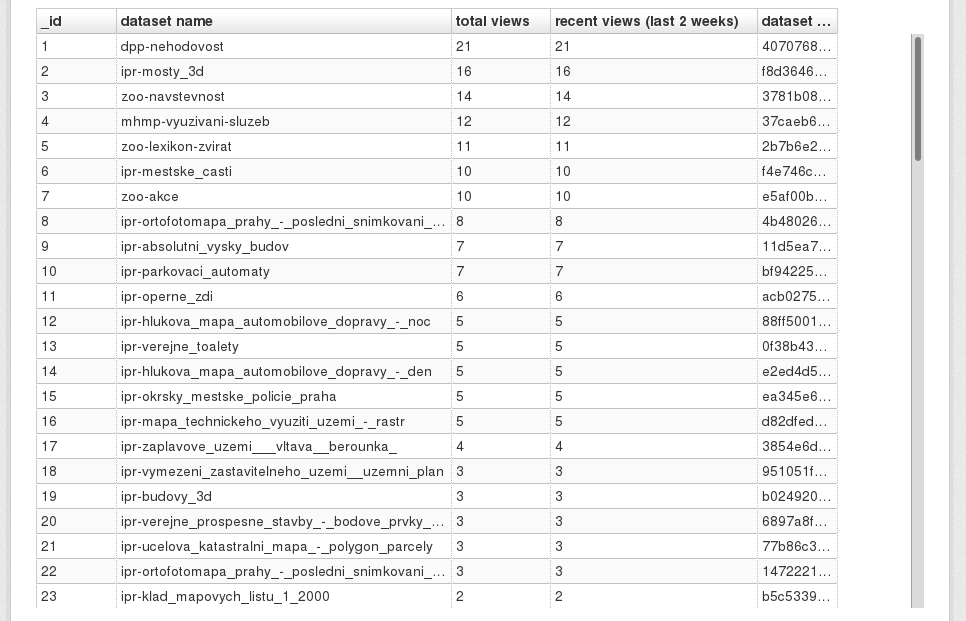 _id dataset name total views recent views (last 2 weeks) dataset ...
1 dpp-nehodovost 21 21 4070768...
2 ipr-mosty_3d 16 16 f8d3646...
3 zoo-navstevnost 14 14 3781b08...
4 mhmp-vyuzivani-sluzeb 12 12 37caeb6...
5 zoo-lexikon-zvirat 11 11 2b7b6e2...
6 ipr-mestske_casti 10 10 f4e746c...
7 zoo-akce 10 10 e5af00b...
8 ipr-ortofotomapa_prahy_-_posledni_snimkovani_... 8 8 4b48026...
9 ipr-absolutni_vysky_budov 7 7 11d5ea7...
10 ipr-parkovaci_automaty 7 7 bf94225...
11 ipr-operne_zdi 6 6 acb0275...
12 ipr-hlukova_mapa_automobilove_dopravy_-_noc 5 5 88ff5001...
13 ipr-verejne_toalety 5 5 0f38b43...
14 ipr-hlukova_mapa_automobilove_dopravy_-_den 5 5 e2ed4d5...
15 ipr-okrsky_mestske_policie_praha 5 5 ea345e6...
16 ipr-mapa_technickeho_vyuziti_uzemi_-_rastr 5 5 d82dfed...
17 ipr-zaplavove_uzemi___vltava__berounka_ 4 4 3854e6d...
18 ipr-vymezeni_zastavitelneho_uzemi__uzemni_plan 3 3 951051f...
19 ipr-budovy_3d 3 3 b024920...
20 ipr-verejne_prospesne_stavby_-_bodove_prvky_... 3 3 6897a8f...
21 ipr-ucelova_katastralni_mapa_-_polygon_parcely 3 3 77b86c3...
22 ipr-ortofotomapa_prahy_-_posledni_snimkovani_... 3 3 1472221...
23 ipr-klad_mapovych_listu_1_2000 2 2 b5c5339...